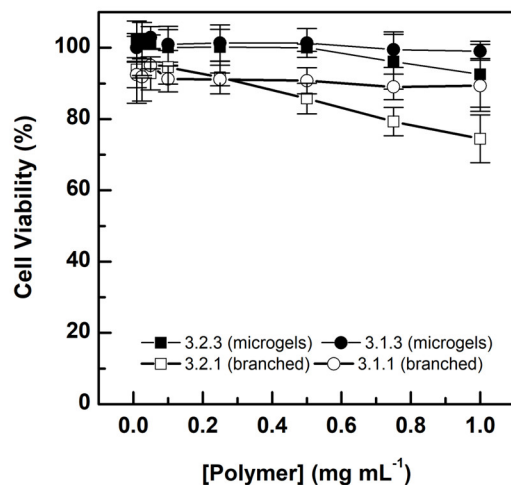 100
80
60
40
20
0
Cell Viability (%)
3.2.3 (microgels) 3.1.3 (microgels)
3.2.1 (branched) 3.1.1 (branched)
0.0 0.2 0.4 0.6 0.8 1.0
[Polymer] (mg mL⁻¹)